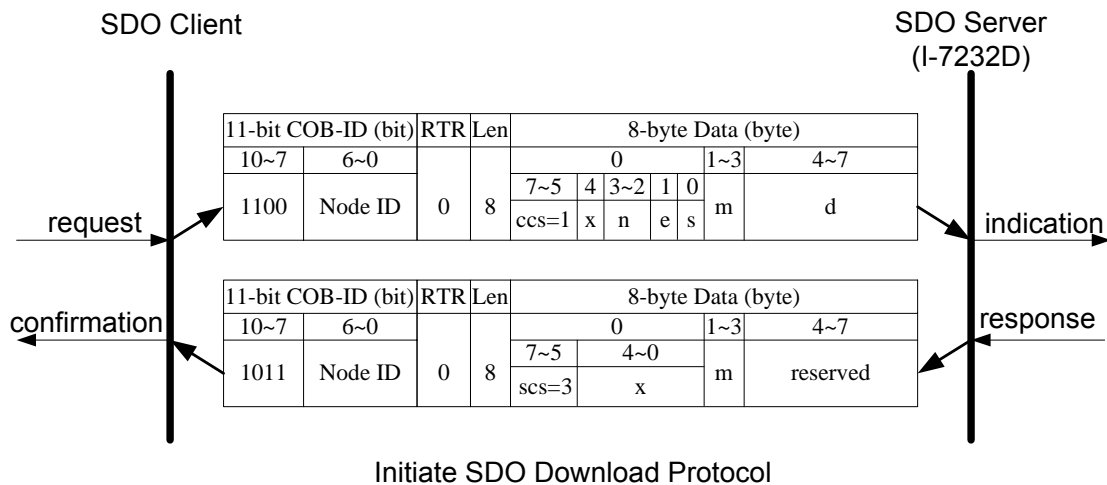 SDO Client
SDO Server
(I-7232D)
11-bit COB-ID (bit) RTR Len 8-byte Data (byte)
10~7 6~0 0 1~3 4~7
7~5 4 3~2 1 0
1100 Node ID 0 8 m d
ccs=1 x n e s
request
indication
11-bit COB-ID (bit) RTR Len 8-byte Data (byte)
10~7 6~0 0 1~3 4~7
confirmation
response
7~5 4~0
1011 Node ID 0 8 m reserved
scs=3 x
Initiate SDO Download Protocol